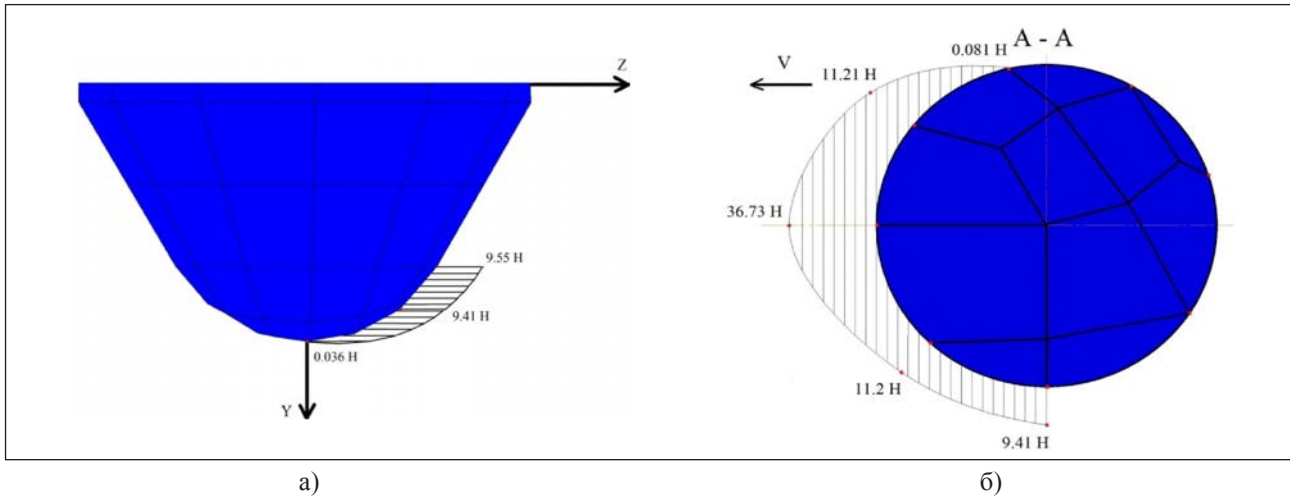 Z
9.55 Н
9.41 Н
0.036 Н
Y
а)
A - A
0.081 Н
V
11.21 Н
36.73 Н
11.2 Н
9.41 Н
б)